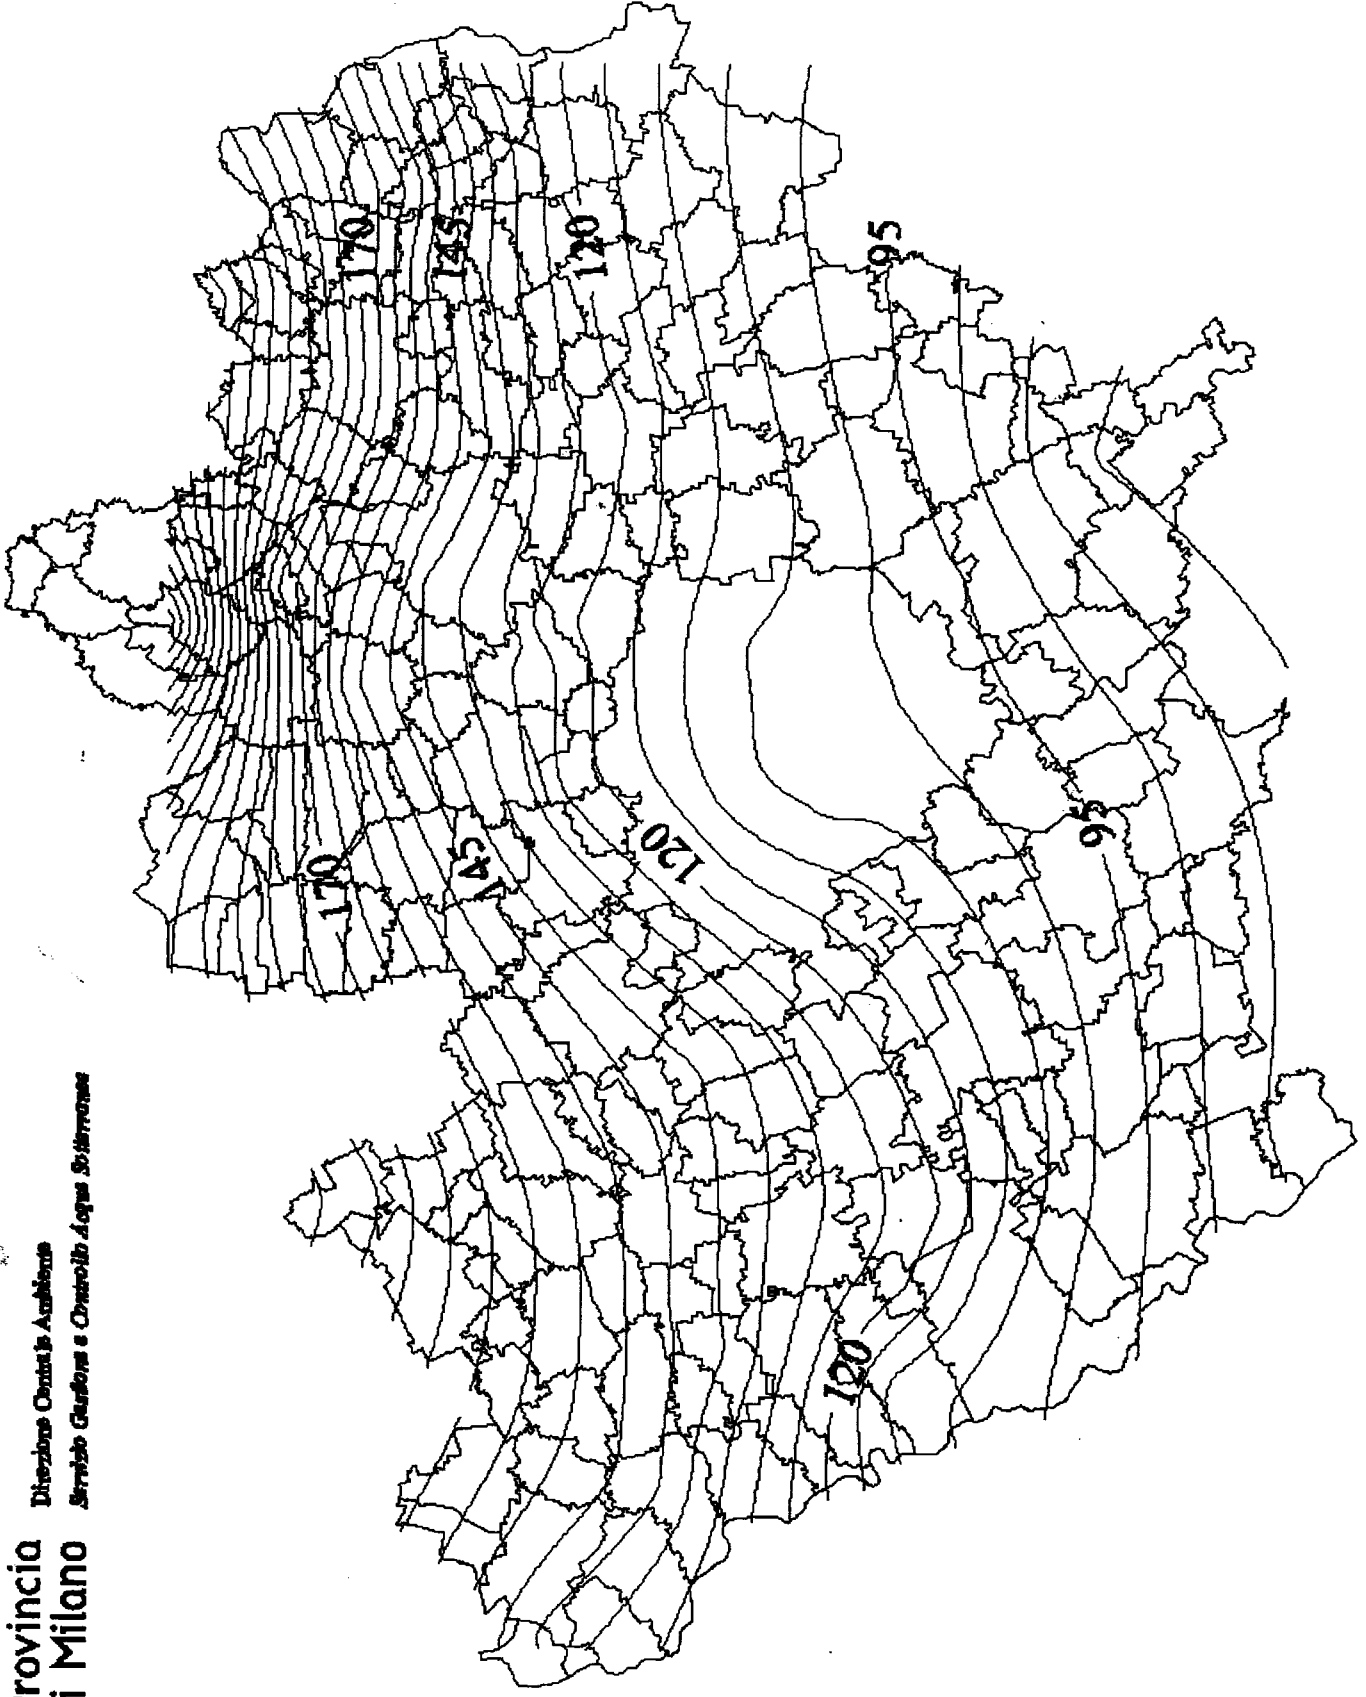 rovincia
i Milano
Direzione Centrale Ambiente
Servizio Gestione e Controllo Acque Sotterranee
170
145
120
95
170
145
120
95
120